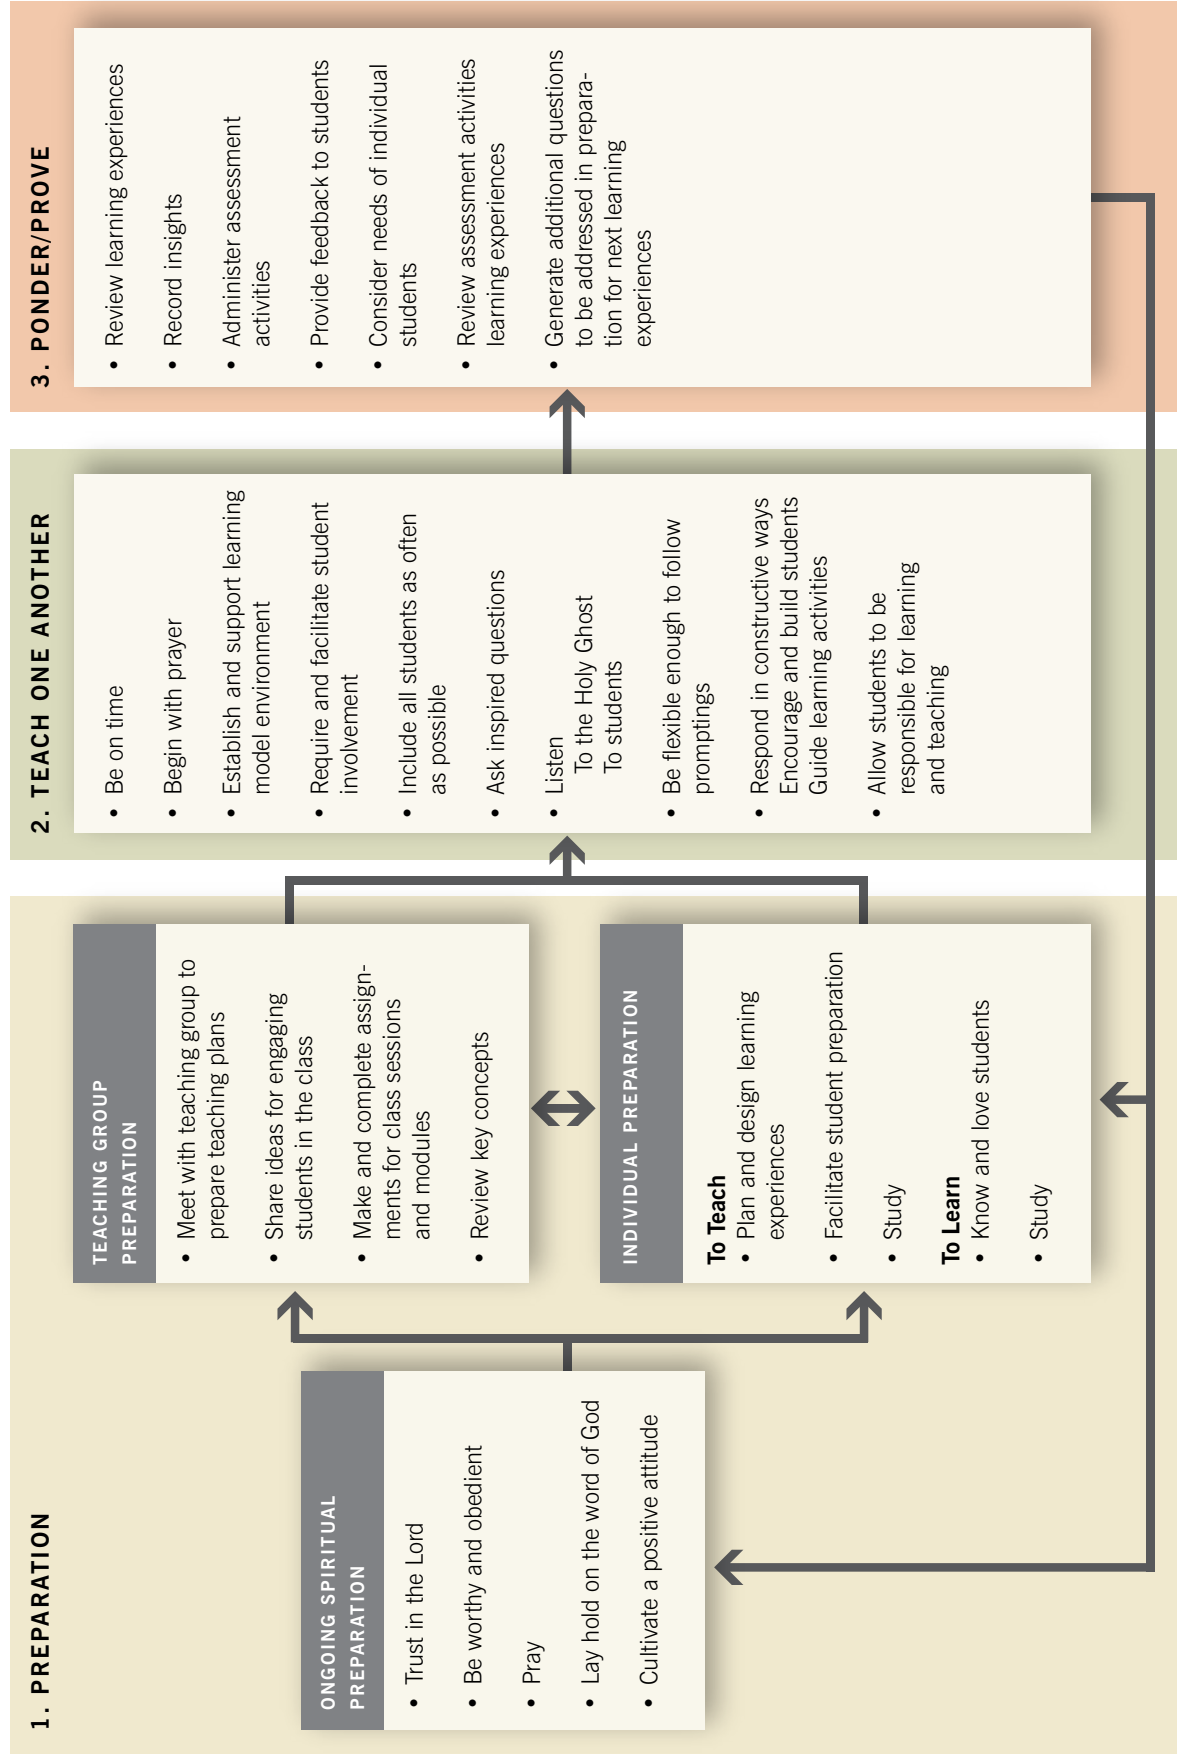 1. PREPARATION
ONGOING SPIRITUAL
PREPARATION
• Trust in the Lord
• Be worthy and obedient
• Pray
• Lay hold on the word of God
• Cultivate a positive attitude
TEACHING GROUP
PREPARATION
• Meet with teaching group to
prepare teaching plans
• Share ideas for engaging
students in the class
• Make and complete assign-
ments for class sessions
and modules
• Review key concepts
INDIVIDUAL PREPARATION
To Teach
• Plan and design learning
experiences
• Facilitate student preparation
• Study
To Learn
• Know and love students
• Study
2. TEACH ONE ANOTHER
• Be on time
• Begin with prayer
• Establish and support learning
model environment
• Require and facilitate student
involvement
• Include all students as often
as possible
• Ask inspired questions
• Listen
To the Holy Ghost
To students
• Be flexible enough to follow
promptings
• Respond in constructive ways
Encourage and build students
Guide learning activities
• Allow students to be
responsible for learning
and teaching
3. PONDER/PROVE
• Review learning experiences
• Record insights
• Administer assessment
activities
• Provide feedback to students
• Consider needs of individual
students
• Review assessment activities
learning experiences
• Generate additional questions
to be addressed in prepara-
tion for next learning
experiences